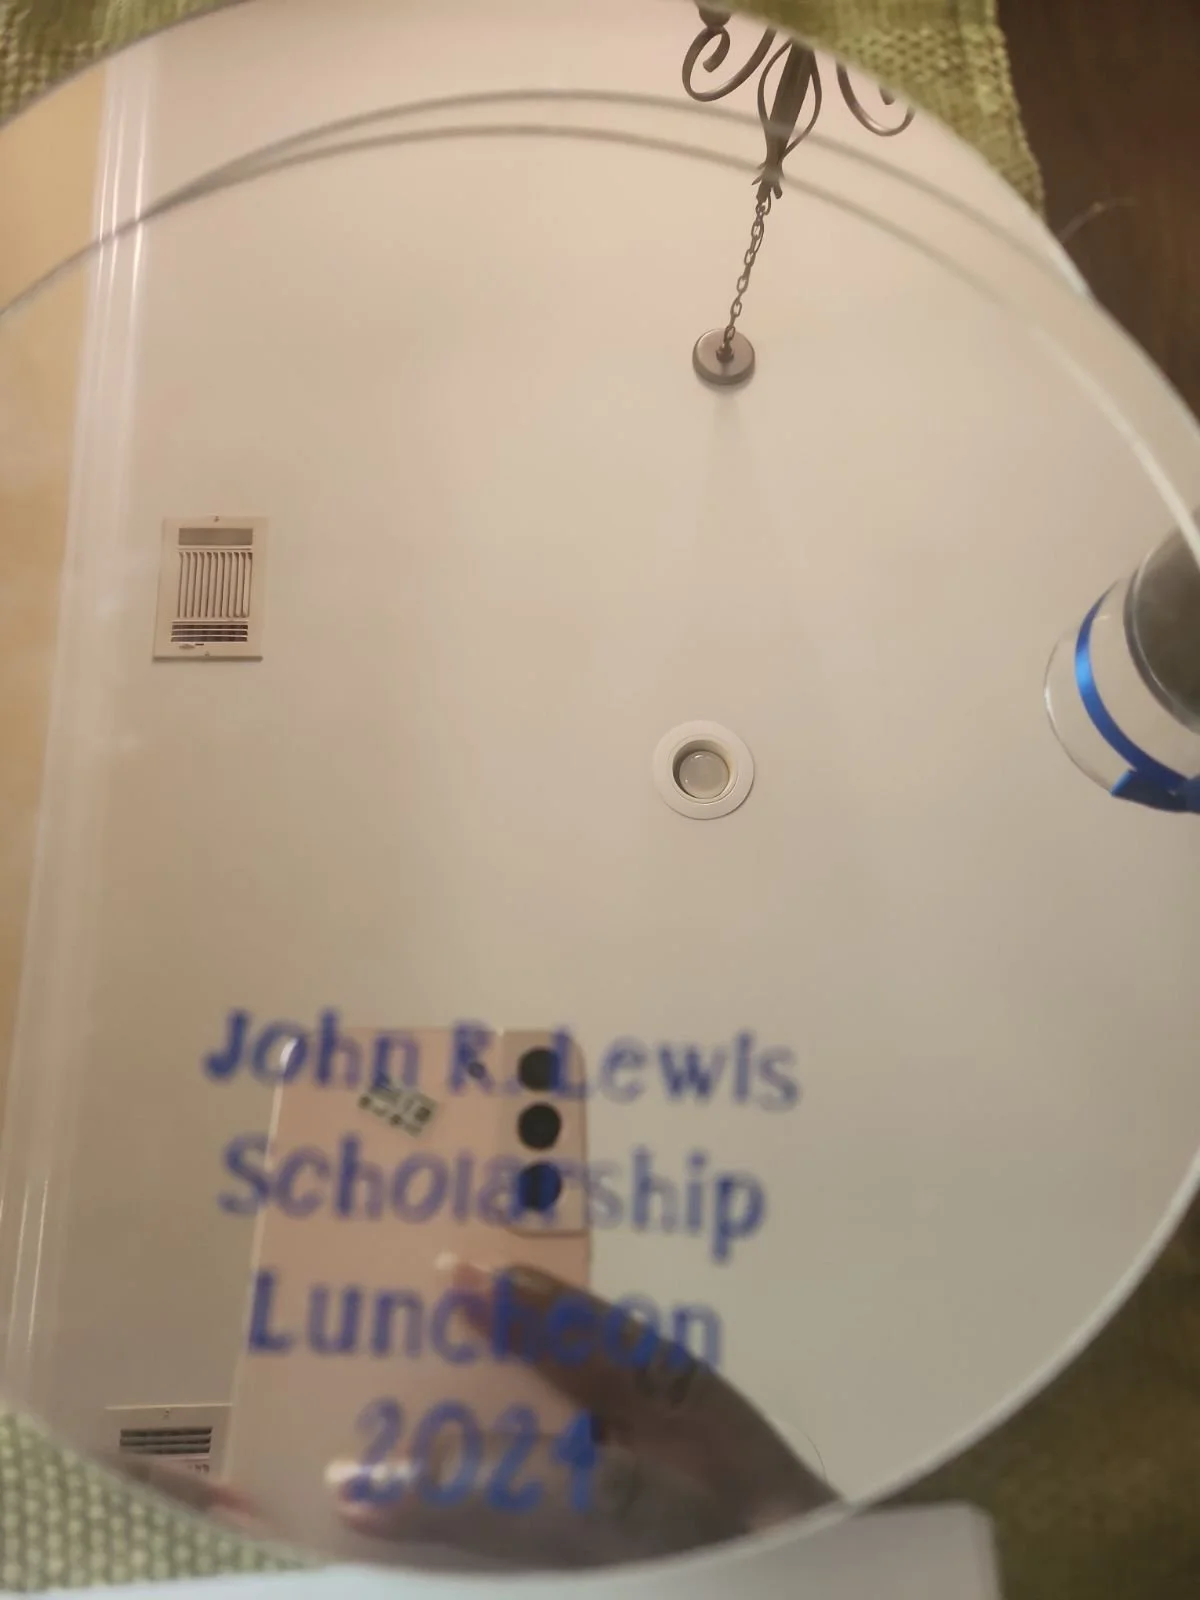 John R. Lewis
Scholarship
Luncheon
2024